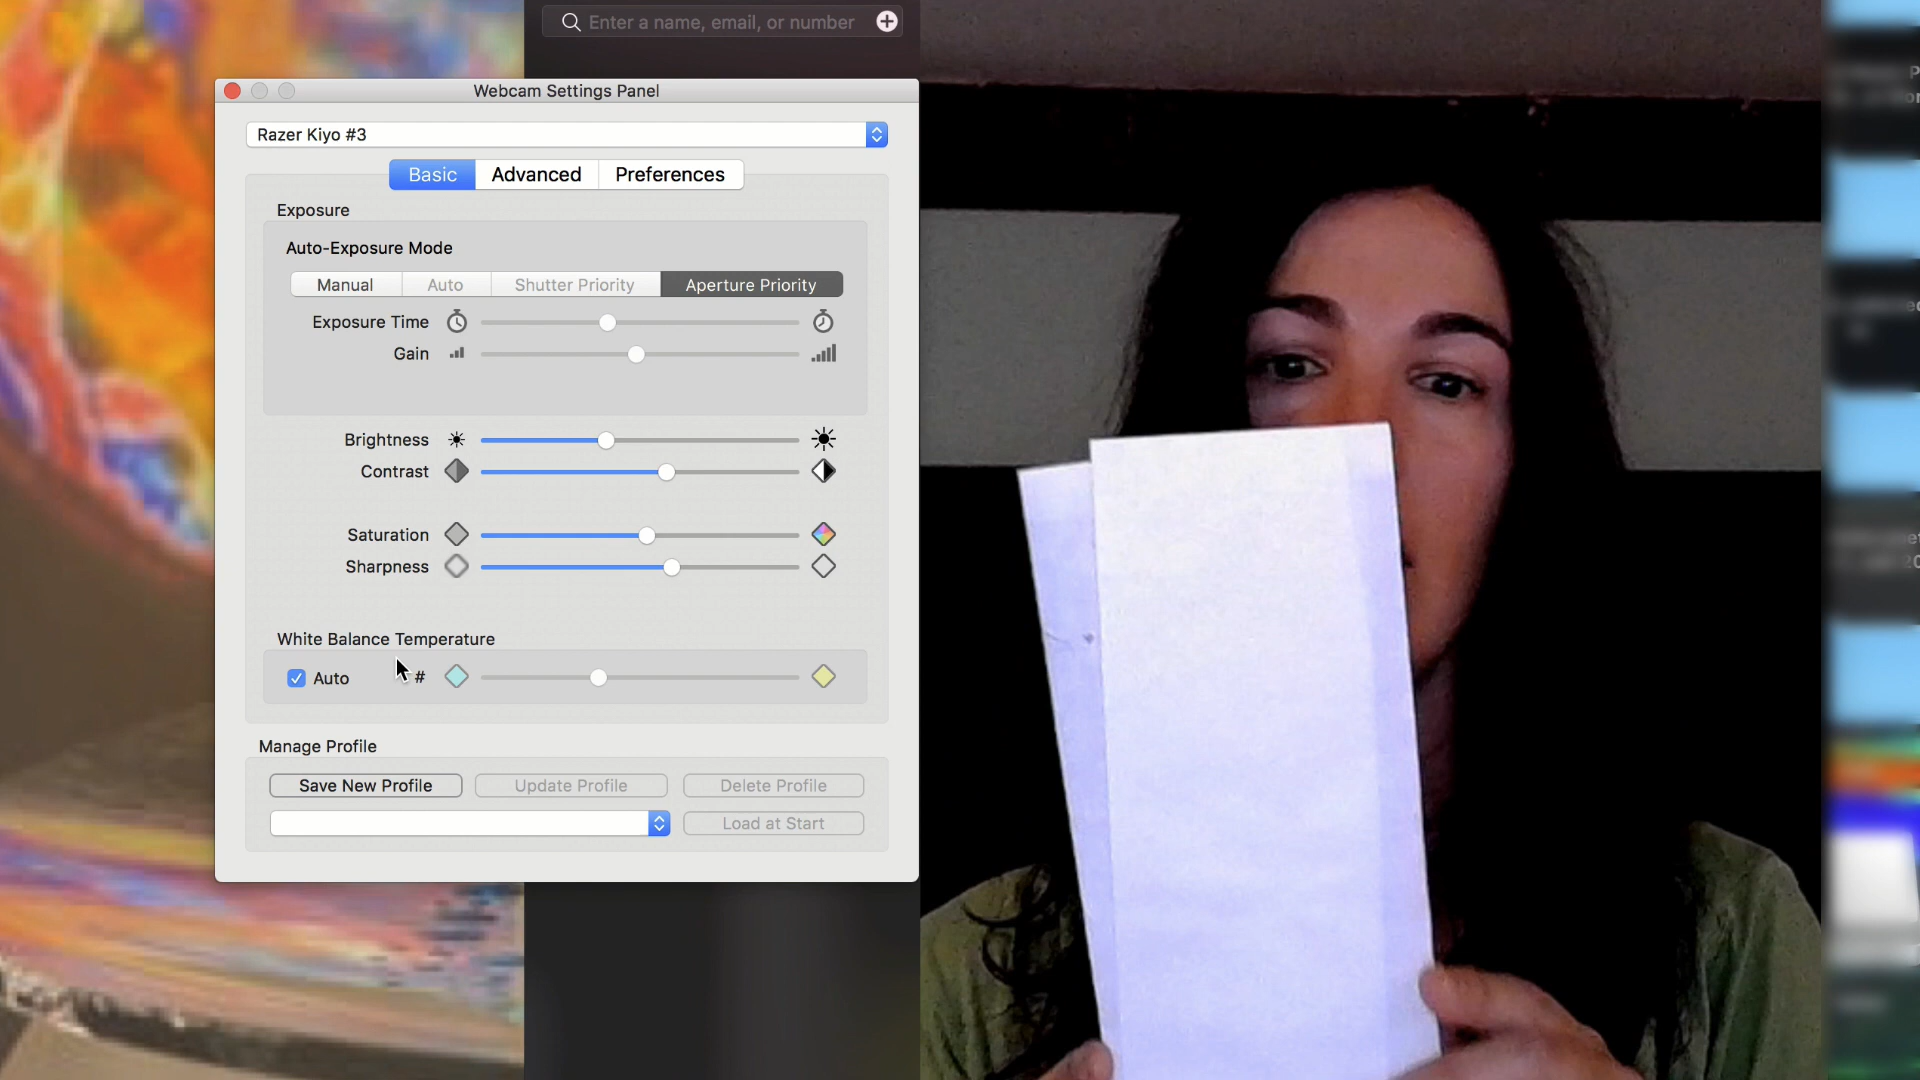 Enter a name, email, or number
Webcam Settings Panel
Razer Kiyo #3
Basic Advanced Preferences
Exposure
Auto-Exposure Mode
Manual Auto Shutter Priority Aperture Priority
Exposure Time
Gain
Brightness
Contrast
Saturation
Sharpness
White Balance Temperature
Auto #
Manage Profile
Save New Profile Update Profile Delete Profile
Load at Start